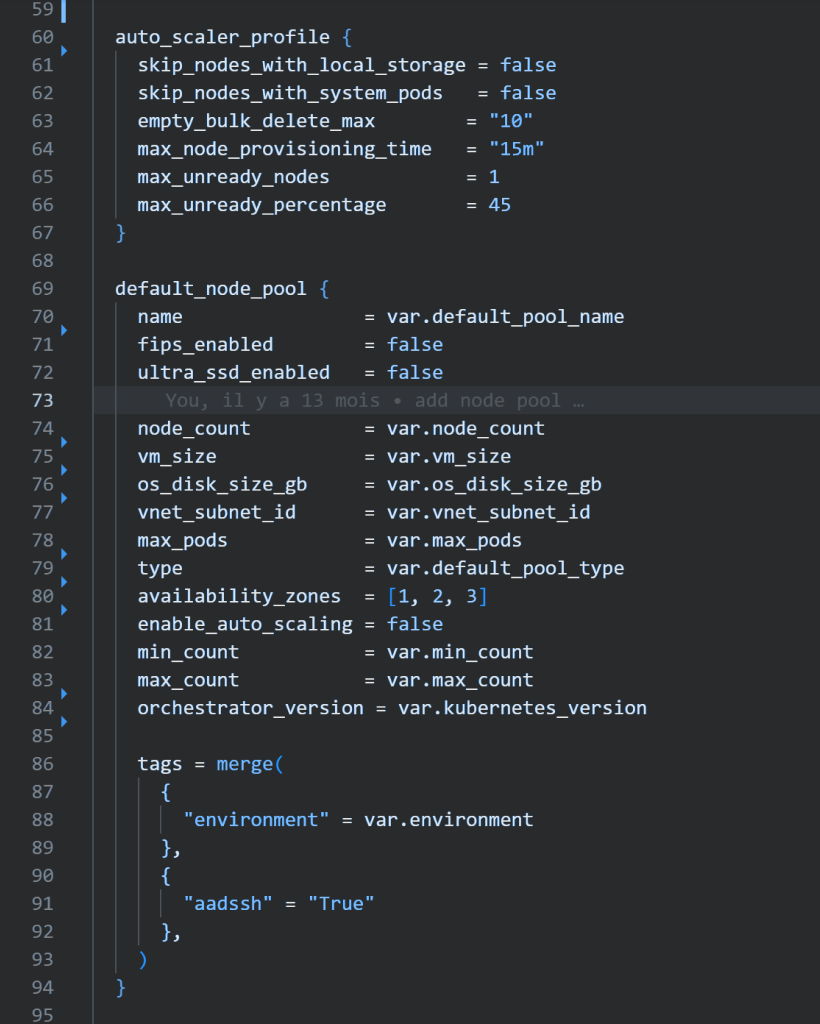 59
60 auto_scaler_profile {
61 skip_nodes_with_local_storage = false
62 skip_nodes_with_system_pods = false
63 empty_bulk_delete_max = "10"
64 max_node_provisioning_time = "15m"
65 max_unready_nodes = 1
66 max_unready_percentage = 45
67 }
68
69 default_node_pool {
70 name = var.default_pool_name
71 fips_enabled = false
72 ultra_ssd_enabled = false
73 You, il y a 13 mois • add node pool …
74 node_count = var.node_count
75 vm_size = var.vm_size
76 os_disk_size_gb = var.os_disk_size_gb
77 vnet_subnet_id = var.vnet_subnet_id
78 max_pods = var.max_pods
79 type = var.default_pool_type
80 availability_zones = [1, 2, 3]
81 enable_auto_scaling = false
82 min_count = var.min_count
83 max_count = var.max_count
84 orchestrator_version = var.kubernetes_version
85
86 tags = merge(
87 {
88 "environment" = var.environment
89 },
90 {
91 "aadssh" = "True"
92 },
93 )
94 }
95